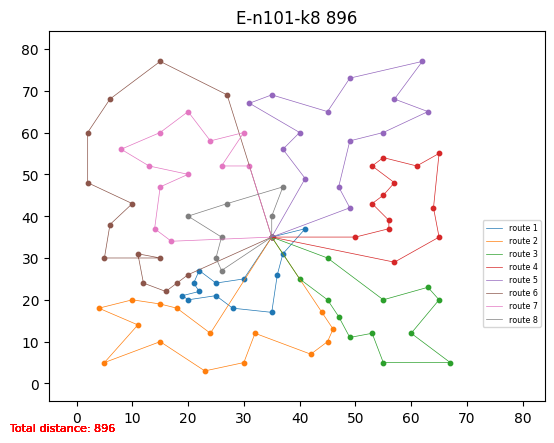 E-n101-k8 896
80
70
60
50
40
30
20
10
0
route 1
route 2
route 3
route 4
route 5
route 6
route 7
route 8
0 10 20 30 40 50 60 70 80
Total distance: 896